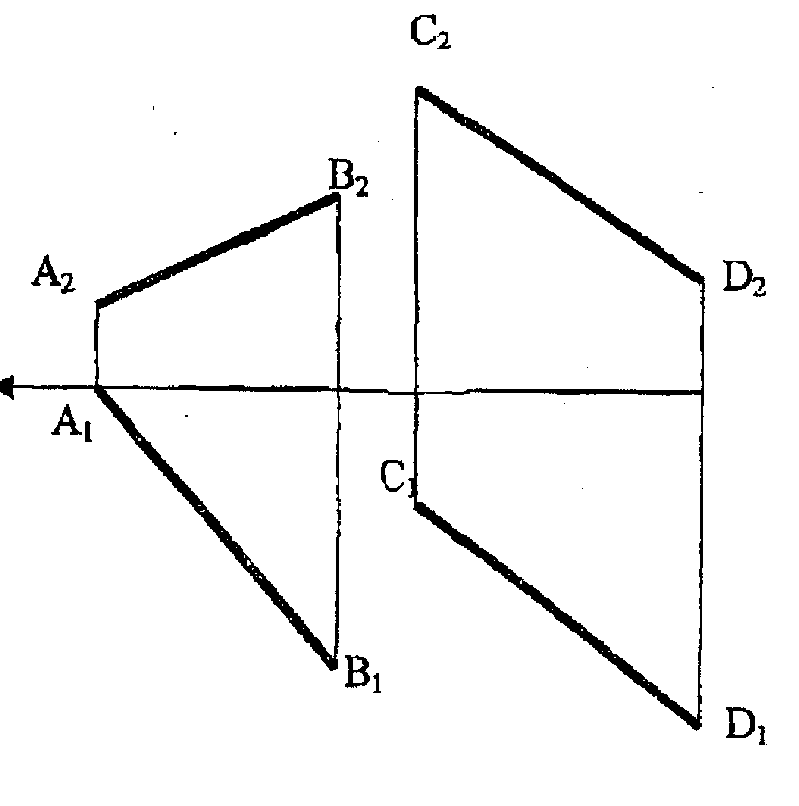 C₂
B₂
A₂
D₂
A₁
C₁
B₁
D₁